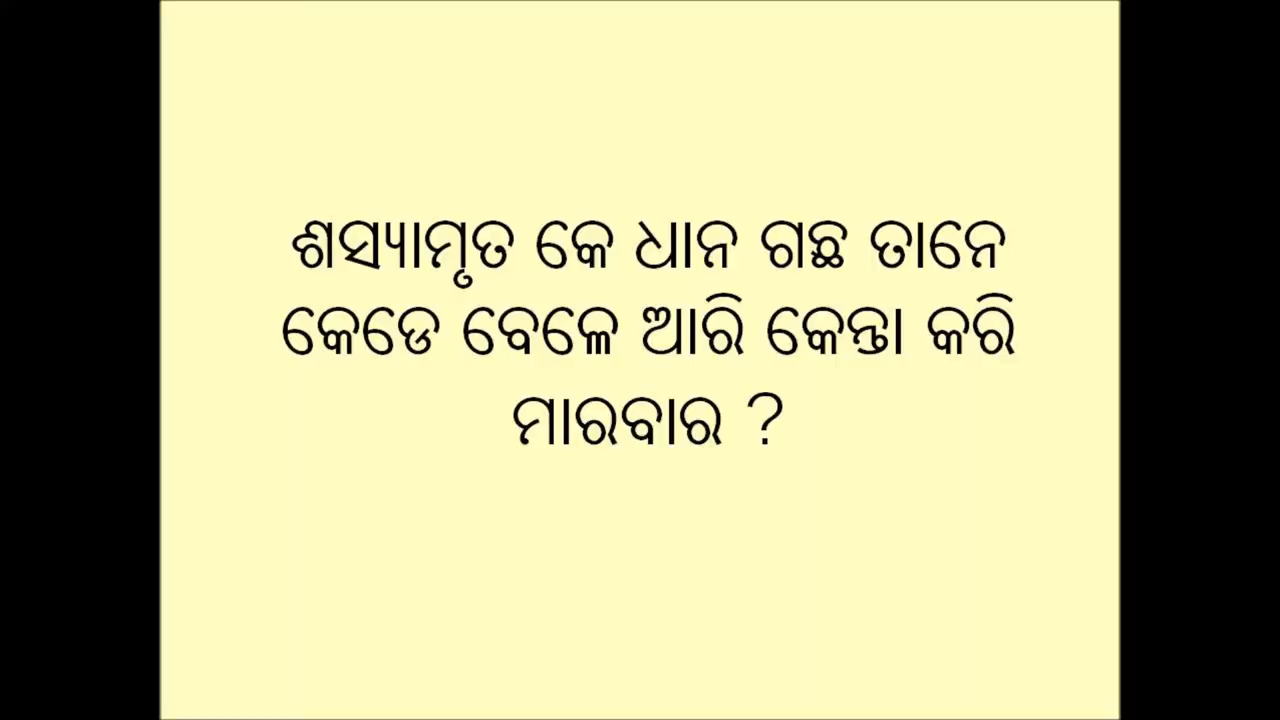 ଶସ୍ୟାମୃତ କେ ଧାନ ଗଛ ତାନେ
କେଡେ ବେଳେ ଆରି କେନ୍ତା କରି
ମାରବାର ?